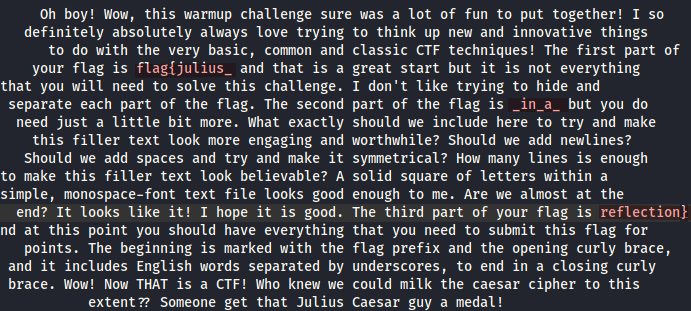 Oh boy! Wow, this warmup challenge sure was a lot of fun to put together! I so
definitely absolutely always love trying to think up new and innovative things
to do with the very basic, common and classic CTF techniques! The first part of
your flag is flag{julius_ and that is a great start but it is not everything
that you will need to solve this challenge. I don't like trying to hide and
separate each part of the flag. The second part of the flag is _in_a_ but you do
need just a little bit more. What exactly should we include here to try and make
this filler text look more engaging and worthwhile? Should we add newlines?
Should we add spaces and try and make it symmetrical? How many lines is enough
to make this filler text look believable? A solid square of letters within a
simple, monospace-font text file looks good enough to me. Are we almost at the
end? It looks like it! I hope it is good. The third part of your flag is reflection}
nd at this point you should have everything that you need to submit this flag for
points. The beginning is marked with the flag prefix and the opening curly brace,
and it includes English words separated by underscores, to end in a closing curly
brace. Wow! Now THAT is a CTF! Who knew we could milk the caesar cipher to this
extent?? Someone get that Julius Caesar guy a medal!